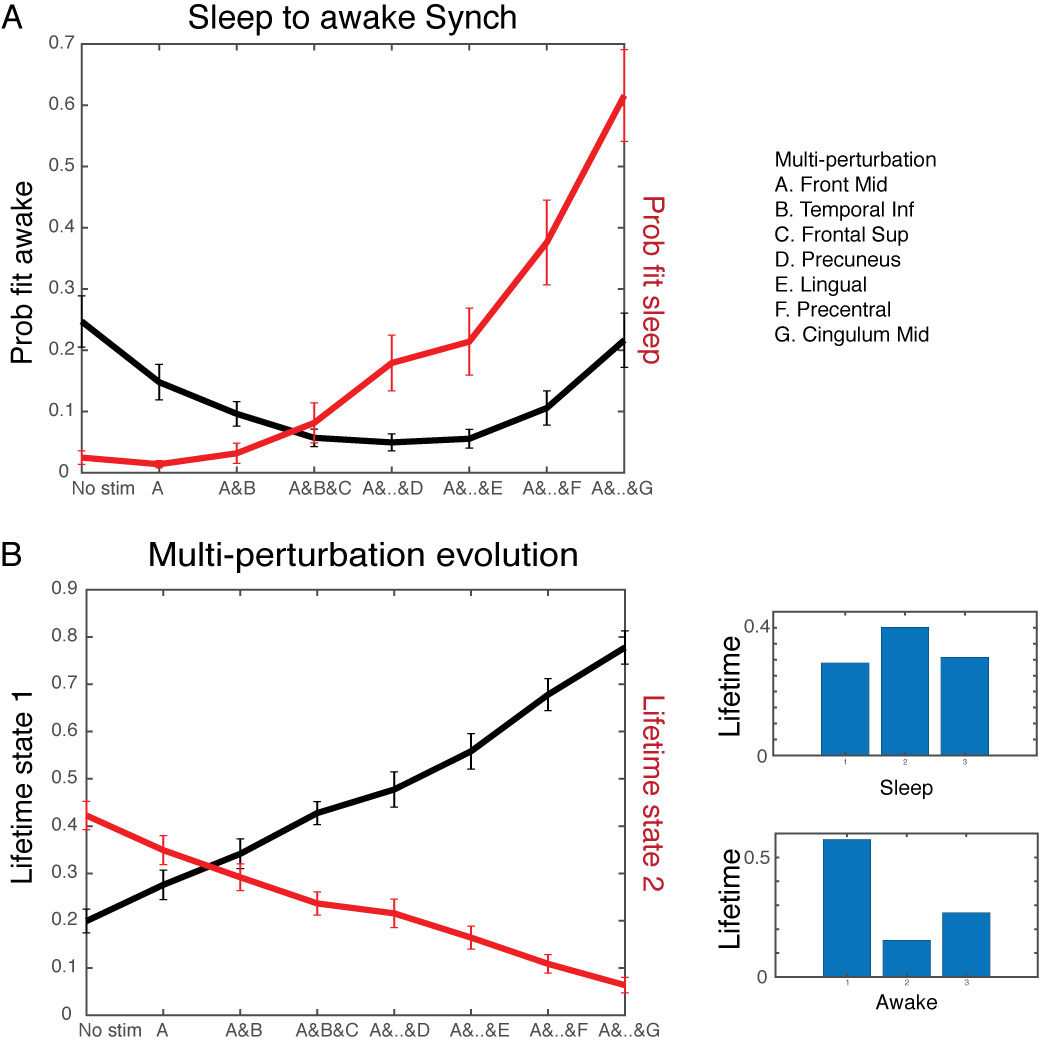 A
Sleep to awake Synch
0.7
0.6
0.5
0.4
0.3
0.2
0.1
0
Prob fit awake
Prob fit sleep
No stim A A&B A&B&C A&..&D A&..&E A&..&F A&..&G
Multi-perturbation
A. Front Mid
B. Temporal Inf
C. Frontal Sup
D. Precuneus
E. Lingual
F. Precentral
G. Cingulum Mid
B
Multi-perturbation evolution
0.9
0.8
0.7
0.6
0.5
0.4
0.3
0.2
0.1
0
Lifetime state 1
Lifetime state 2
No stim A A&B A&B&C A&..&D A&..&E A&..&F A&..&G
0.4
0
Lifetime
1 2 3
Sleep
0.5
0
Lifetime
1 2 3
Awake